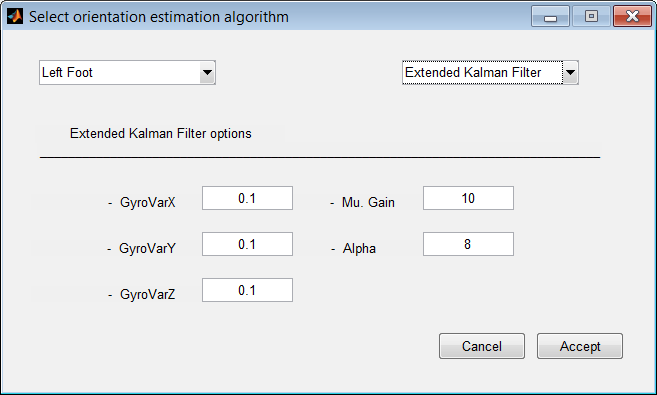 Select orientation estimation algorithm
Left Foot Extended Kalman Filter
Extended Kalman Filter options
- GyroVarX 0.1 - Mu. Gain 10
- GyroVarY 0.1 - Alpha 8
- GyroVarZ 0.1
Cancel Accept